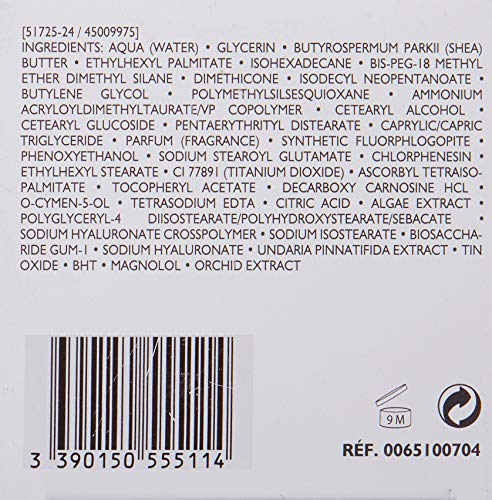 [51725-24 / 45009975]
INGREDIENTS: AQUA (WATER) • GLYCERIN • BUTYROSPERMUM PARKII (SHEA)
BUTTER • ETHYLHEXYL PALMITATE • ISOHEXADECANE • BIS-PEG-18 METHYL
ETHER DIMETHYL SILANE • DIMETHICONE • ISODECYL NEOPENTANOATE •
BUTYLENE GLYCOL • POLYMETHYLSILSESQUIOXANE • AMMONIUM
ACRYLOYLDIMETHYLTAURATE/VP COPOLYMER • CETEARYL ALCOHOL •
CETEARYL GLUCOSIDE • PENTAERYTHRITYL DISTEARATE • CAPRYLIC/CAPRIC
TRIGLYCERIDE • PARFUM (FRAGRANCE) • SYNTHETIC FLUORPHLOGOPITE •
PHENOXYETHANOL • SODIUM STEAROYL GLUTAMATE • CHLORPHENESIN •
ETHYLHEXYL STEARATE • CI 77891 (TITANIUM DIOXIDE) • ASCORBYL TETRAISO-
PALMITATE • TOCOPHERYL ACETATE • DECARBOXY CARNOSINE HCL •
O-CYMEN-5-OL • TETRASODIUM EDTA • CITRIC ACID • ALGAE EXTRACT •
POLYGLYCERYL-4 DIISOSTEARATE/POLYHYDROXYSTEARATE/SEBACATE •
SODIUM HYALURONATE CROSSPOLYMER • SODIUM ISOSTEARATE • BIOSACCHA-
RIDE GUM-1 • SODIUM HYALURONATE • UNDARIA PINNATIFIDA EXTRACT • TIN
OXIDE • BHT • MAGNOLOL • ORCHID EXTRACT
9 M
RÉF. 0065100704
3 390150 555114